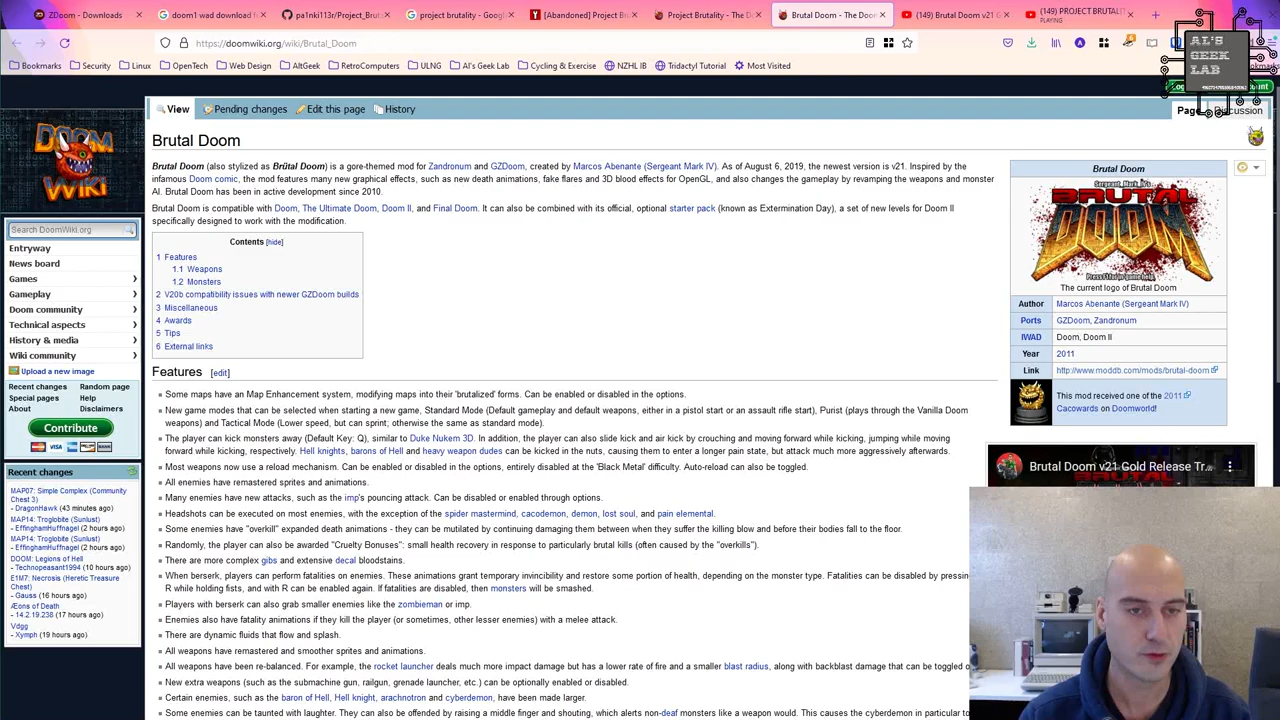 ZDoom - Downloads
doom1 wad download f
pa1nki113r/Project_Bruta
project brutality - Goog
[Abandoned] Project Br
Project Brutality - The D
Brutal Doom - The Doo
(149) Brutal Doom v21 G
(149) PROJECT BRUTALIT
PLAYING
https://doomwiki.org/wiki/Brutal_Doom
Bookmarks
Security
Linux
OpenTech
Web Design
AltGeek
RetroComputers
ULNG
Al's Geek
Cycling & Exercise
NZHL IB
Tridactyl Tutorial
Most Visited
AL'S
GEEK
LAB
View
Pending changes
Edit this page
History
Page
Discussion
DOOM
WIKI
Search DoomWiki.org
Entryway
News board
Games
Gameplay
Doom community
Technical aspects
History & media
Wiki community
Upload a new image
Recent changes Random page
Special pages Help
About Disclaimers
Contribute
VISA
Recent changes
MAP07: Simple Complex (Community
Chest 3)
- DragonHawk (43 minutes ago)
MAP14: Troglobite (Sunlust)
- EffinghamHuffnagel (2 hours ago)
MAP14: Troglobite (Sunlust)
- EffinghamHuffnagel (2 hours ago)
DOOM: Legions of Hell
- Technopeasant1994 (10 hours ago)
E1M7: Necrosis (Heretic Treasure
Chest)
- Gauss (16 hours ago)
Æons of Death
- 14.2.19.238 (17 hours ago)
Vdgg
- Xymph (19 hours ago)
Brutal Doom
Brutal Doom (also stylized as Brütal Doom) is a gore-themed mod for Zandronum and GZDoom, created by Marcos Abenante (Sergeant Mark IV). As of August 6, 2019, the newest version is v21. Inspired by the
infamous Doom comic, the mod features many new graphical effects, such as new death animations, fake flares and 3D blood effects for OpenGL, and also changes the gameplay by revamping the weapons and monster
AI. Brutal Doom has been in active development since 2010.
Brutal Doom is compatible with Doom, The Ultimate Doom, Doom II, and Final Doom. It can also be combined with its official, optional starter pack (known as Extermination Day), a set of new levels for Doom II
specifically designed to work with the modification.
Contents [hide]
1 Features
1.1 Weapons
1.2 Monsters
2 V20b compatibility issues with newer GZDoom builds
3 Miscellaneous
4 Awards
5 Tips
6 External links
Features [edit]
Some maps have an Map Enhancement system, modifying maps into their 'brutalized' forms. Can be enabled or disabled in the options.
New game modes that can be selected when starting a new game, Standard Mode (Default gameplay and default weapons, either in a pistol start or an assault rifle start), Purist (plays through the Vanilla Doom
weapons) and Tactical Mode (Lower speed, but can sprint; otherwise the same as standard mode).
The player can kick monsters away (Default Key: Q), similar to Duke Nukem 3D. In addition, the player can also slide kick and air kick by crouching and moving forward while kicking, jumping while moving
forward while kicking, respectively. Hell knights, barons of Hell and heavy weapon dudes can be kicked in the nuts, causing them to enter a longer pain state, but attack much more aggressively afterwards.
Most weapons now use a reload mechanism. Can be enabled or disabled in the options, entirely disabled at the 'Black Metal' difficulty. Auto-reload can also be toggled.
All enemies have remastered sprites and animations.
Many enemies have new attacks, such as the imp's pouncing attack. Can be disabled or enabled through options.
Headshots can be executed on most enemies, with the exception of the spider mastermind, cacodemon, demon, lost soul, and pain elemental.
Some enemies have "overkill" expanded death animations - they can be mutilated by continuing damaging them between when they suffer the killing blow and before their bodies fall to the floor.
Randomly, the player can also be awarded "Cruelty Bonuses": small health recovery in response to particularly brutal kills (often caused by the "overkills").
There are more complex gibs and extensive decal bloodstains.
When berserk, players can perform fatalities on enemies. These animations grant temporary invincibility and restore some portion of health, depending on the monster type. Fatalities can be disabled by pressin
R while holding fists, and with R can be enabled again. If fatalities are disabled, then monsters will be smashed.
Players with berserk can also grab smaller enemies like the zombieman or imp.
Enemies also have fatality animations if they kill the player (or sometimes, other lesser enemies) with a melee attack.
There are dynamic fluids that flow and splash.
All weapons have remastered and smoother sprites and animations.
All weapons have been re-balanced. For example, the rocket launcher deals much more impact damage but has a lower rate of fire and a smaller blast radius, along with backblast damage that can be toggled o
New extra weapons (such as the submachine gun, railgun, grenade launcher, etc.) can be optionally enabled or disabled.
Certain enemies, such as the baron of Hell, Hell knight, arachnotron and cyberdemon, have been made larger.
Some enemies can be taunted with laughter. They can also be offended by raising a middle finger and shouting, which alerts non-deaf monsters like a weapon would. This causes the cyberdemon in particular to
Brutal Doom
Sergeant_Mark_IV's
BRUTAL
DOOM
Press F1 for in game help.
The current logo of Brutal Doom
Author Marcos Abenante (Sergeant Mark IV)
Ports GZDoom, Zandronum
IWAD Doom, Doom II
Year 2011
Link http://www.moddb.com/mods/brutal-doom
This mod received one of the 2011
Cacowards on Doomworld!
Brutal Doom v21 Gold Release Tr...